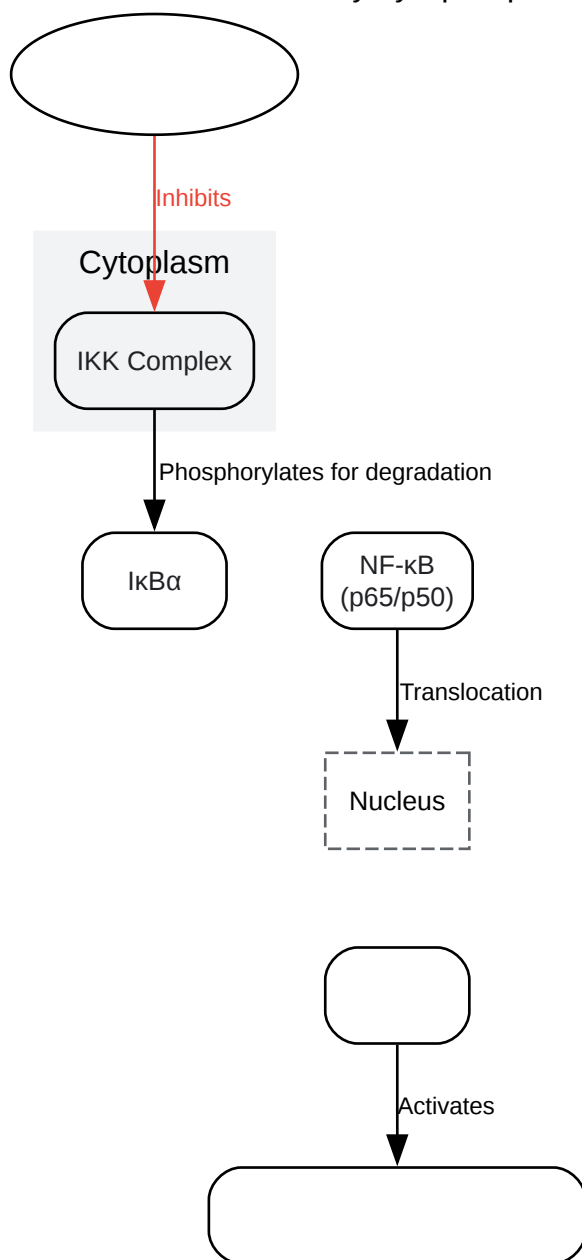 Inhibits
Cytoplasm
IKK Complex
Phosphorylates for degradation
IκBα
NF-κB
(p65/p50)
Translocation
Nucleus
Activates